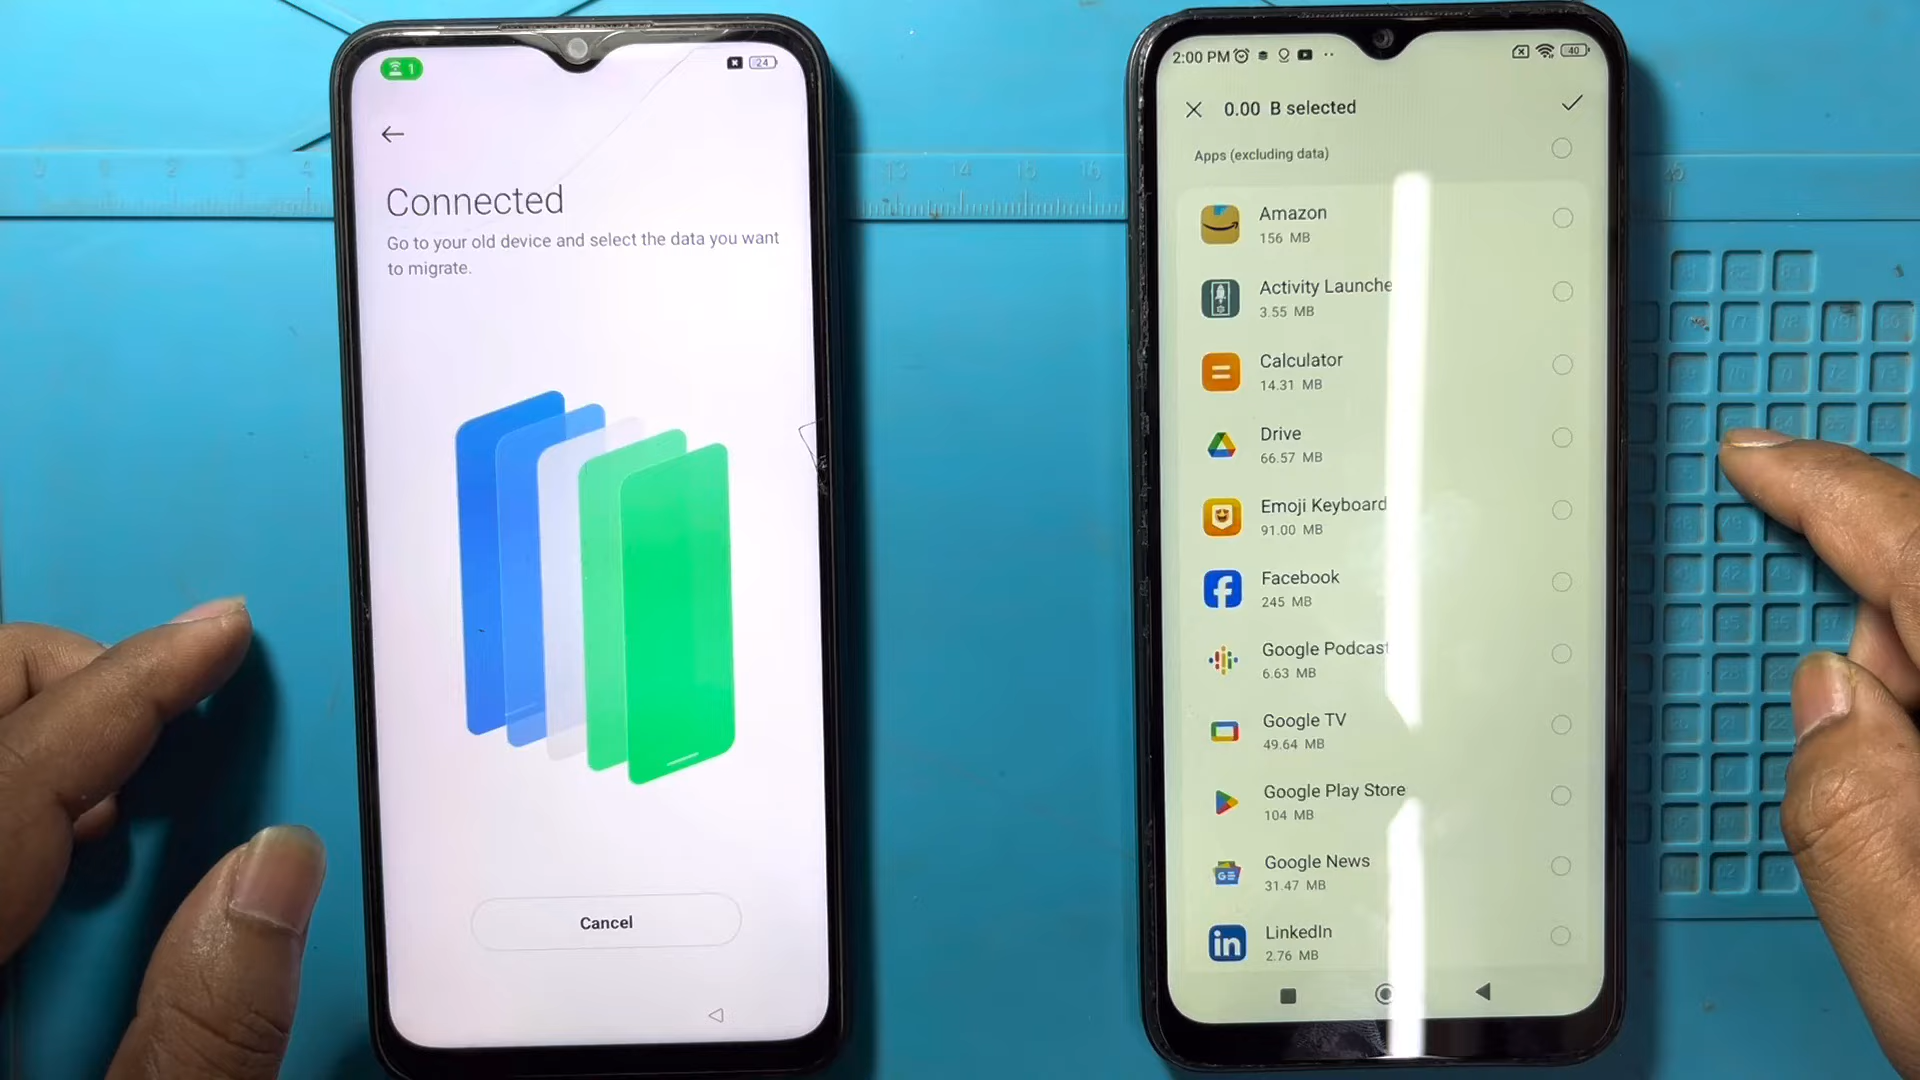 1
24
Connected
Go to your old device and select the data you want
to migrate.
Cancel
2:00 PM
40
0.00 B selected
Apps (excluding data)
Amazon
156 MB
Activity Launche
3.55 MB
Calculator
14.31 MB
Drive
66.57 MB
Emoji Keyboard
91.00 MB
Facebook
245 MB
Google Podcast
6.63 MB
Google TV
49.64 MB
Google Play Store
104 MB
Google News
31.47 MB
LinkedIn
2.76 MB